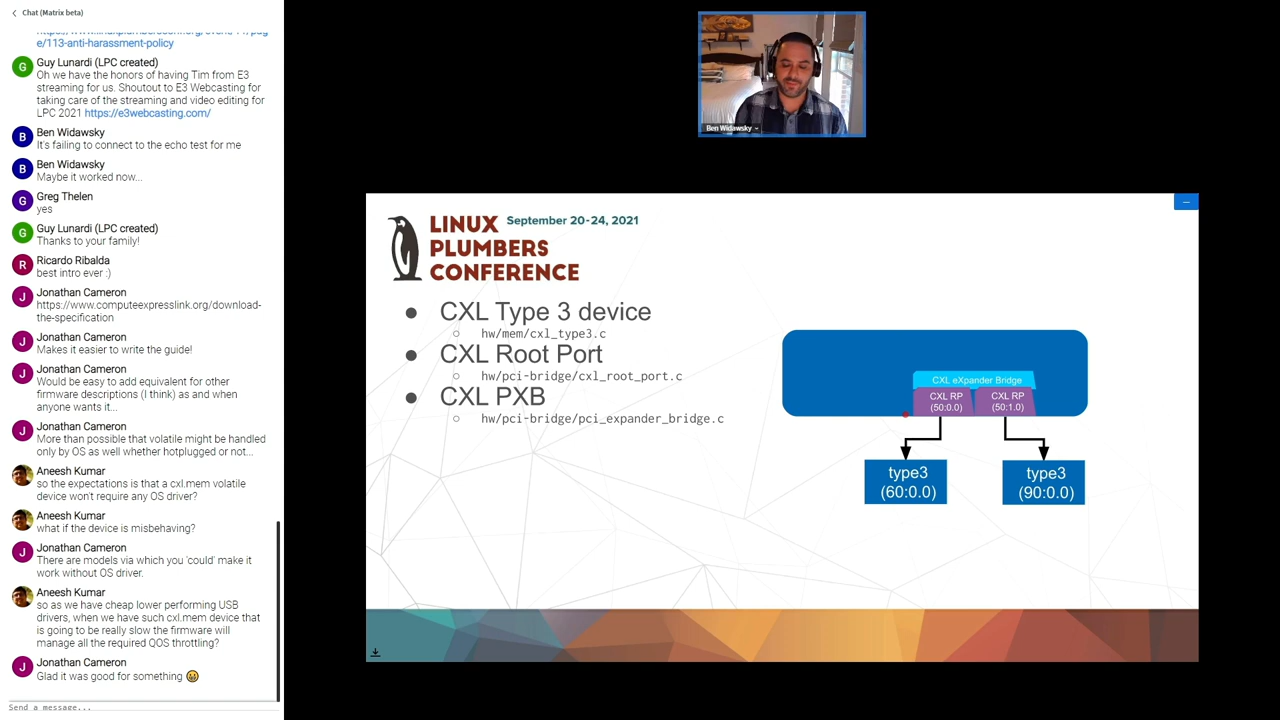 Chat (Matrix beta)
e/113-anti-harassment-policy
Guy Lunardi (LPC created)
Oh we have the honors of having Tim from E3
streaming for us. Shoutout to E3 Webcasting for
taking care of the streaming and video editing for
LPC 2021 https://e3webcasting.com/
Ben Widawsky
It's failing to connect to the echo test for me
Ben Widawsky
Maybe it worked now...
Greg Thelen
yes
Guy Lunardi (LPC created)
Thanks to your family!
Ricardo Ribalda
best intro ever :)
Jonathan Cameron
https://www.computeexpresslink.org/download-
the-specification
Jonathan Cameron
Makes it easier to write the guide!
Jonathan Cameron
Would be easy to add equivalent for other
firmware descriptions (I think) as and when
anyone wants it...
Jonathan Cameron
More than possible that volatile might be handled
only by OS as well whether hotplugged or not...
Aneesh Kumar
so the expectations is that a cxl.mem volatile
device won't require any OS driver?
Aneesh Kumar
what if the device is misbehaving?
Jonathan Cameron
There are models via which you 'could' make it
work without OS driver.
Aneesh Kumar
so as we have cheap lower performing USB
drivers, when we have such cxl.mem device that
is going to be really slow the firmware will
manage all the required QOS throttling?
Jonathan Cameron
Glad it was good for something
Send a message...
G
B
B
G
G
R
J
J
J
J
J
J
Ben Widawsky
LINUX
September 20-24, 2021
PLUMBERS
CONFERENCE
CXL Type 3 device
hw/mem/cxl_type3.c
CXL Root Port
hw/pci-bridge/cxl_root_port.c
CXL PXB
hw/pci-bridge/pci_expander_bridge.c
CXL eXpander Bridge
CXL RP
(50:0.0)
CXL RP
(50:1.0)
type3
(60:0.0)
type3
(90:0.0)